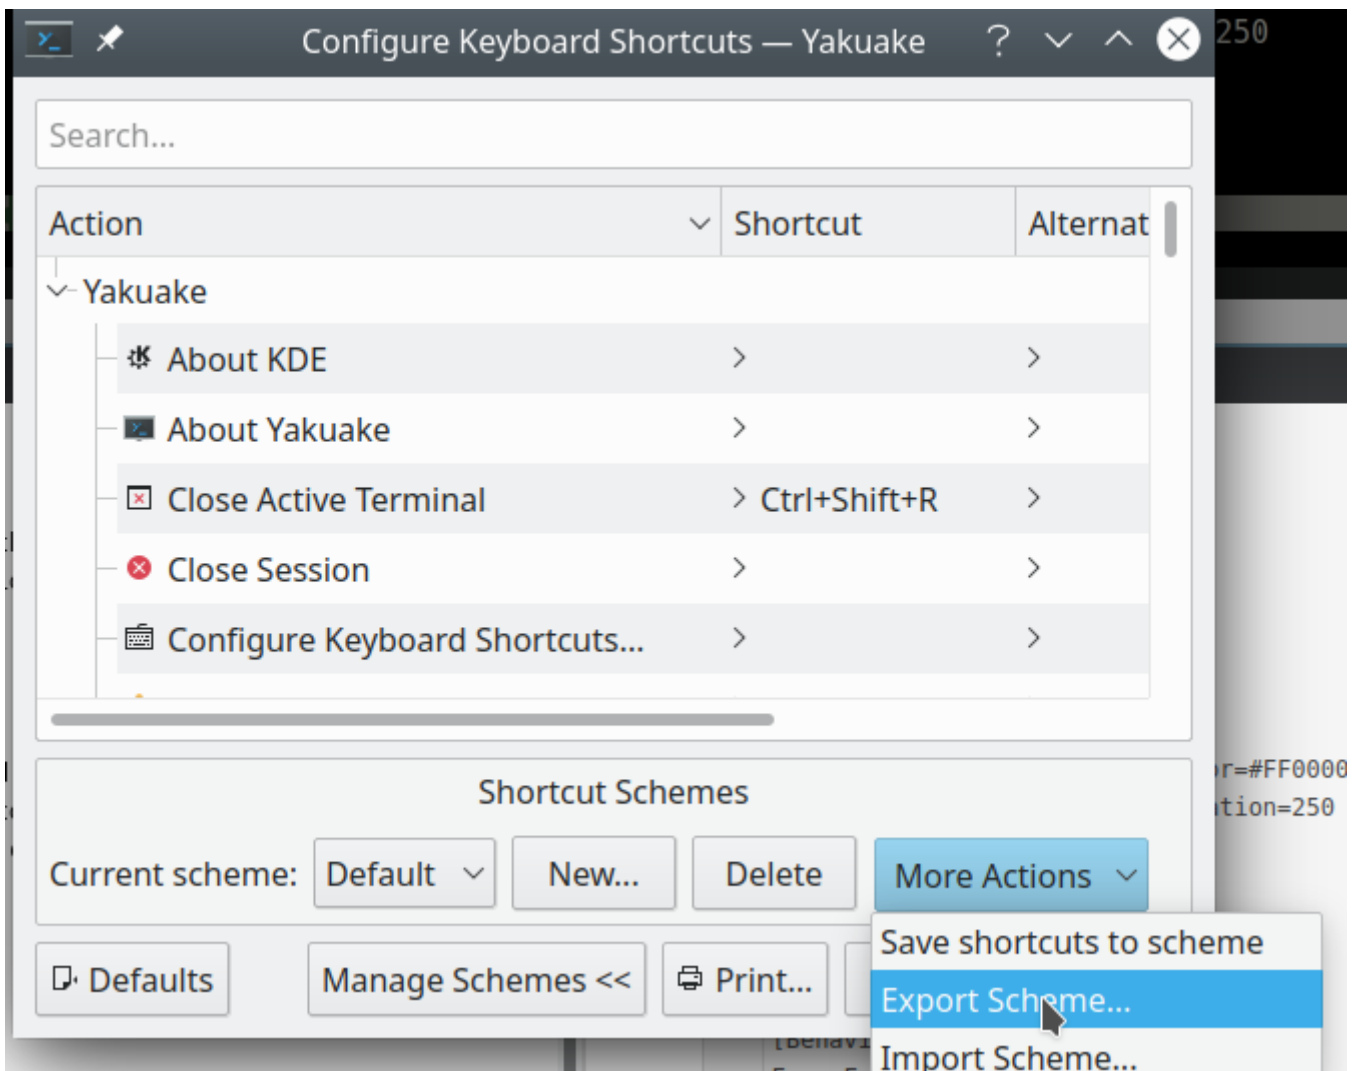 Configure Keyboard Shortcuts — Yakuake
250
Search...
Action Shortcut Alternat
Yakuake
About KDE
About Yakuake
Close Active Terminal Ctrl+Shift+R
Close Session
Configure Keyboard Shortcuts...
Shortcut Schemes
r=#FF0000
tion=250
Current scheme: Default New... Delete More Actions
Save shortcuts to scheme
Defaults Manage Schemes << Print...
Export Scheme...
[Behavi
Import Scheme...